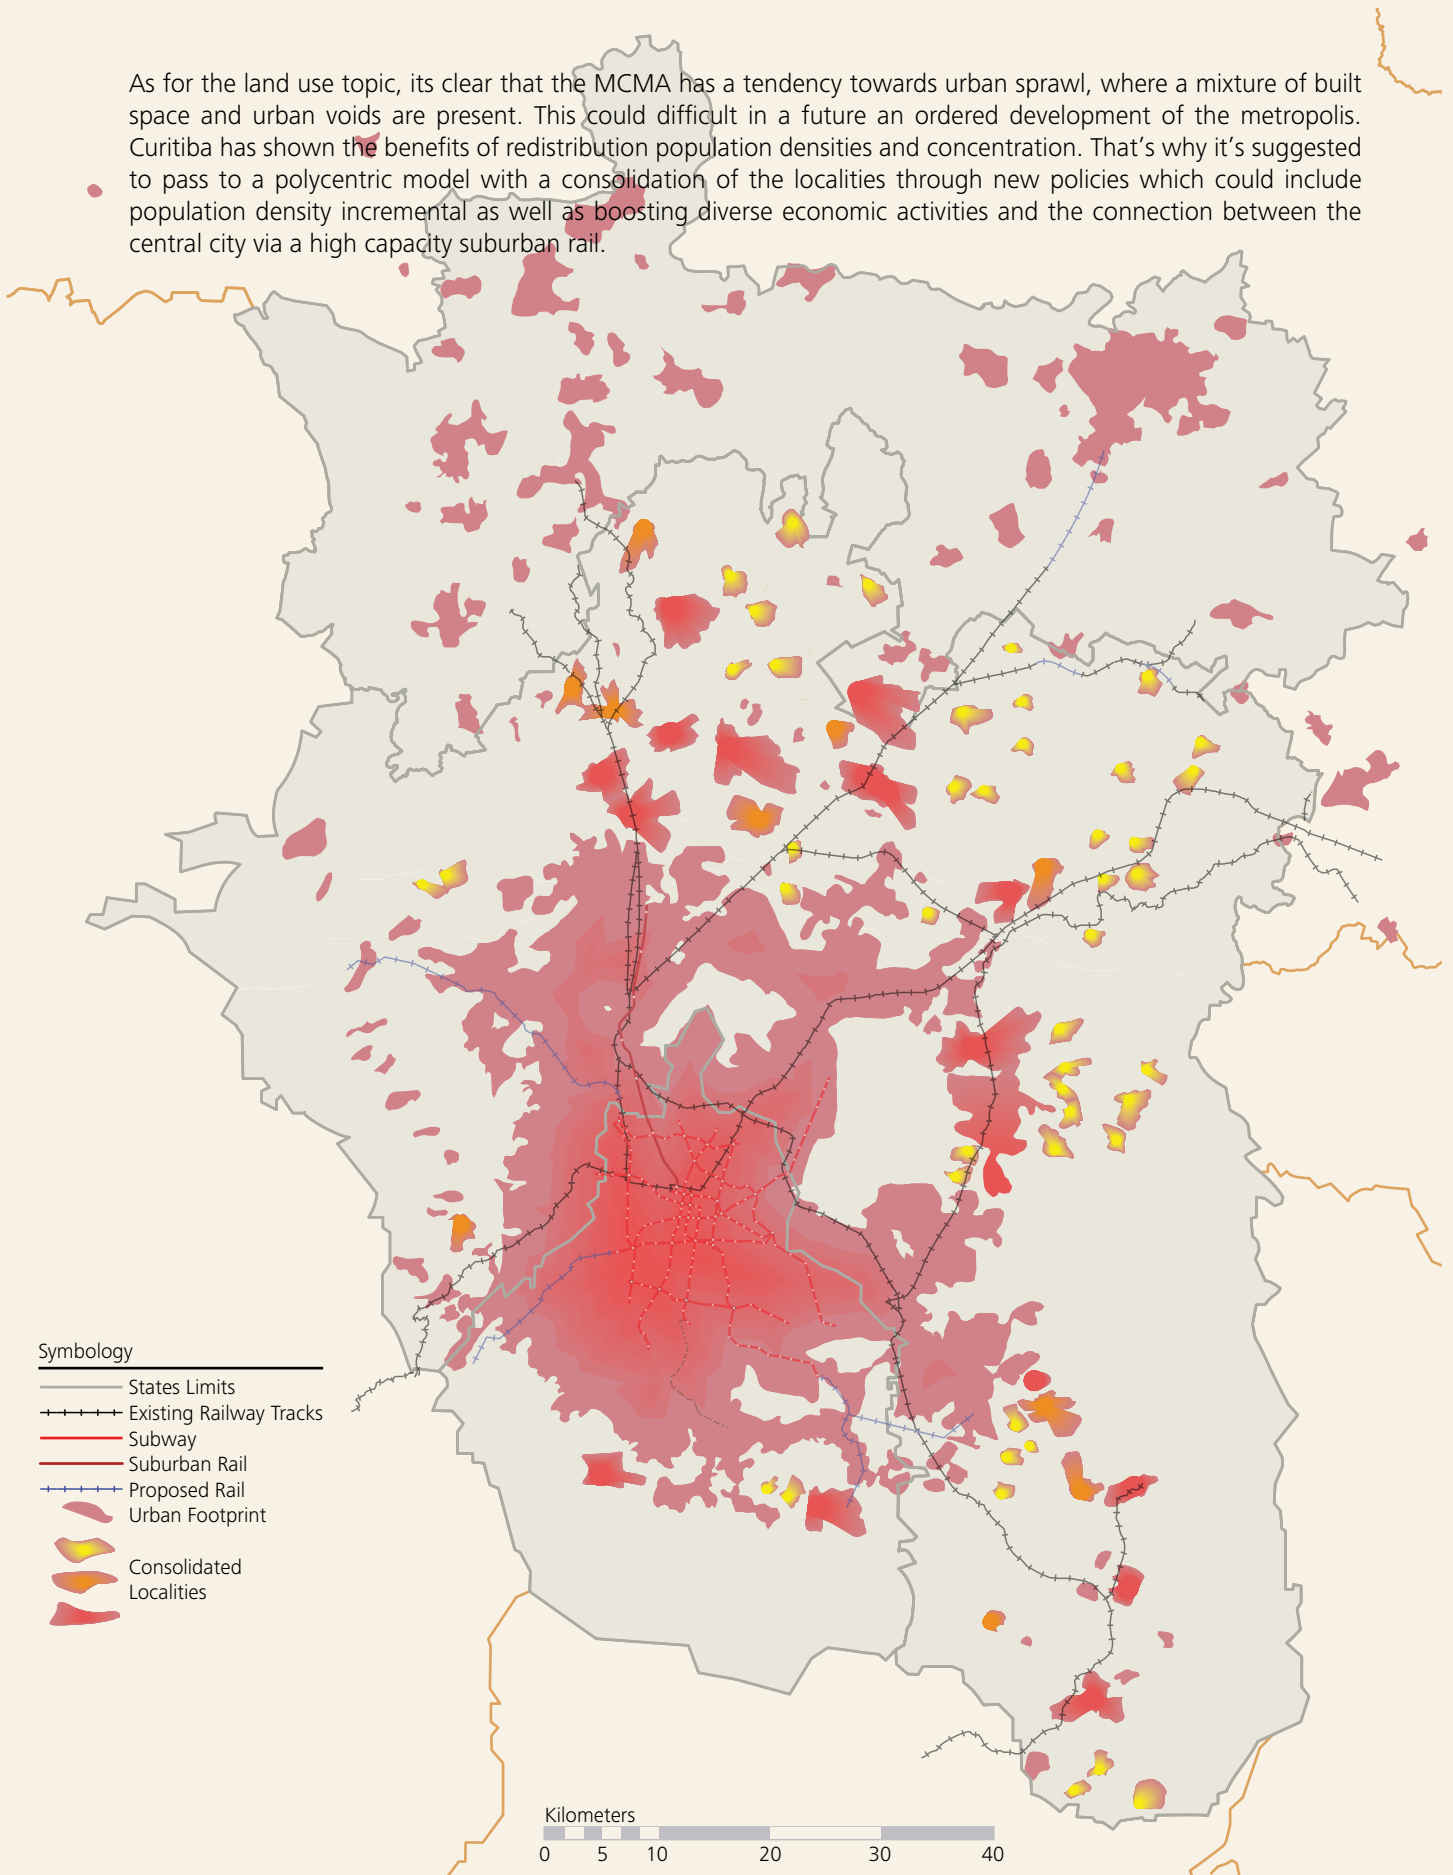 As for the land use topic, its clear that the MCMA has a tendency towards urban sprawl, where a mixture of built
space and urban voids are present. This could difficult in a future an ordered development of the metropolis.
Curitiba has shown the benefits of redistribution population densities and concentration. That's why it's suggested
to pass to a polycentric model with a consolidation of the localities through new policies which could include
population density incremental as well as boosting diverse economic activities and the connection between the
central city via a high capacity suburban rail.
Symbology
States Limits
Existing Railway Tracks
Subway
Suburban Rail
Proposed Rail
Urban Footprint
Consolidated
Localities
Kilometers
0 5 10 20 30 40